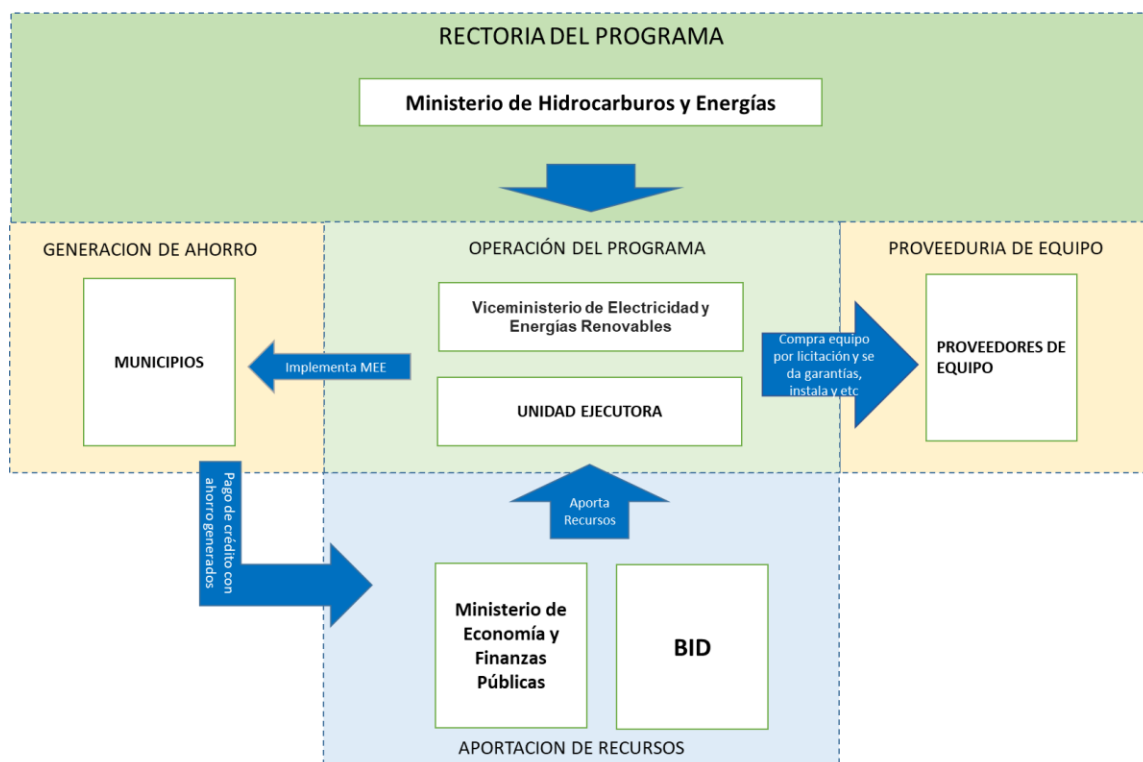 RECTORIA DEL PROGRAMA
Ministerio de Hidrocarburos y Energías
GENERACION DE AHORRO
OPERACIÓN DEL PROGRAMA
PROVEEDURIA DE EQUIPO
MUNICIPIOS
Implementa MEE
Viceministerio de Electricidad y
Energías Renovables
UNIDAD EJECUTORA
Compra equipo
por licitación y se
da garantías,
instala y etc
PROVEEDORES DE
EQUIPO
Pago de crédito con
ahorro generados
Aporta
Recursos
Ministerio de
Economía y
Finanzas
Públicas
BID
APORTACION DE RECURSOS